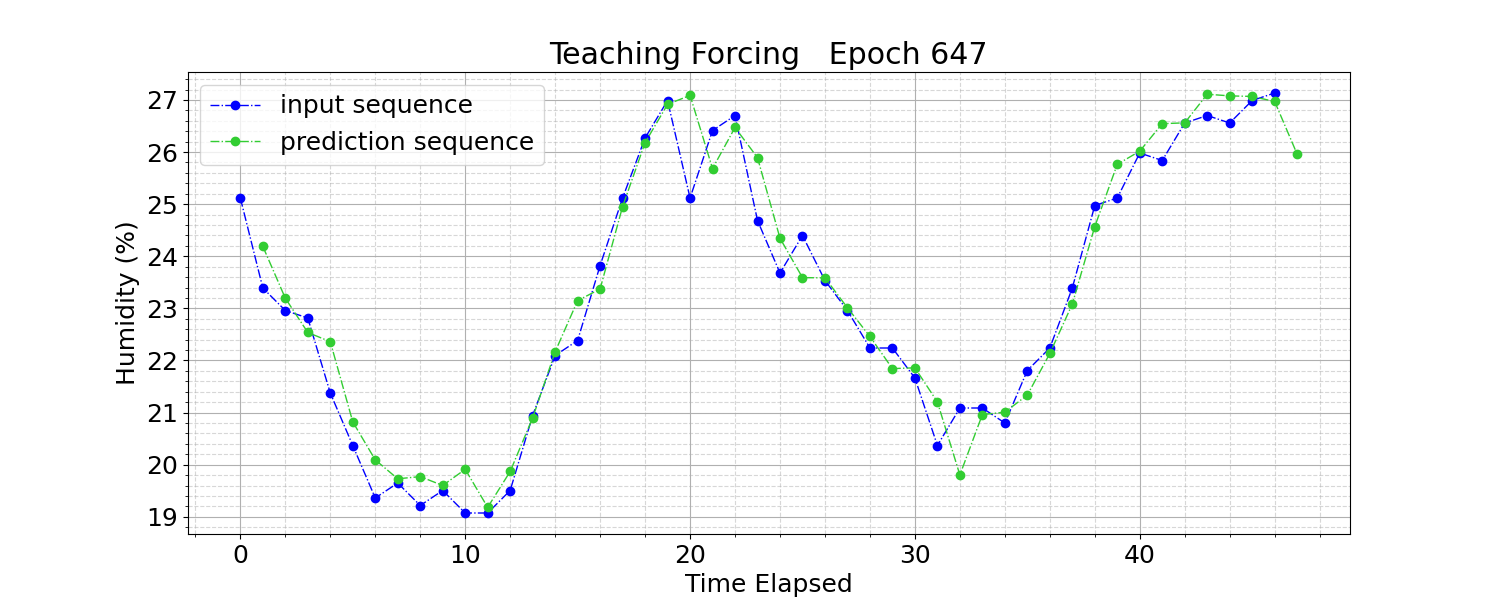 Teaching Forcing   Epoch 647
input sequence
prediction sequence
Humidity (%)
27
26
25
24
23
22
21
20
19
0 10 20 30 40
Time Elapsed